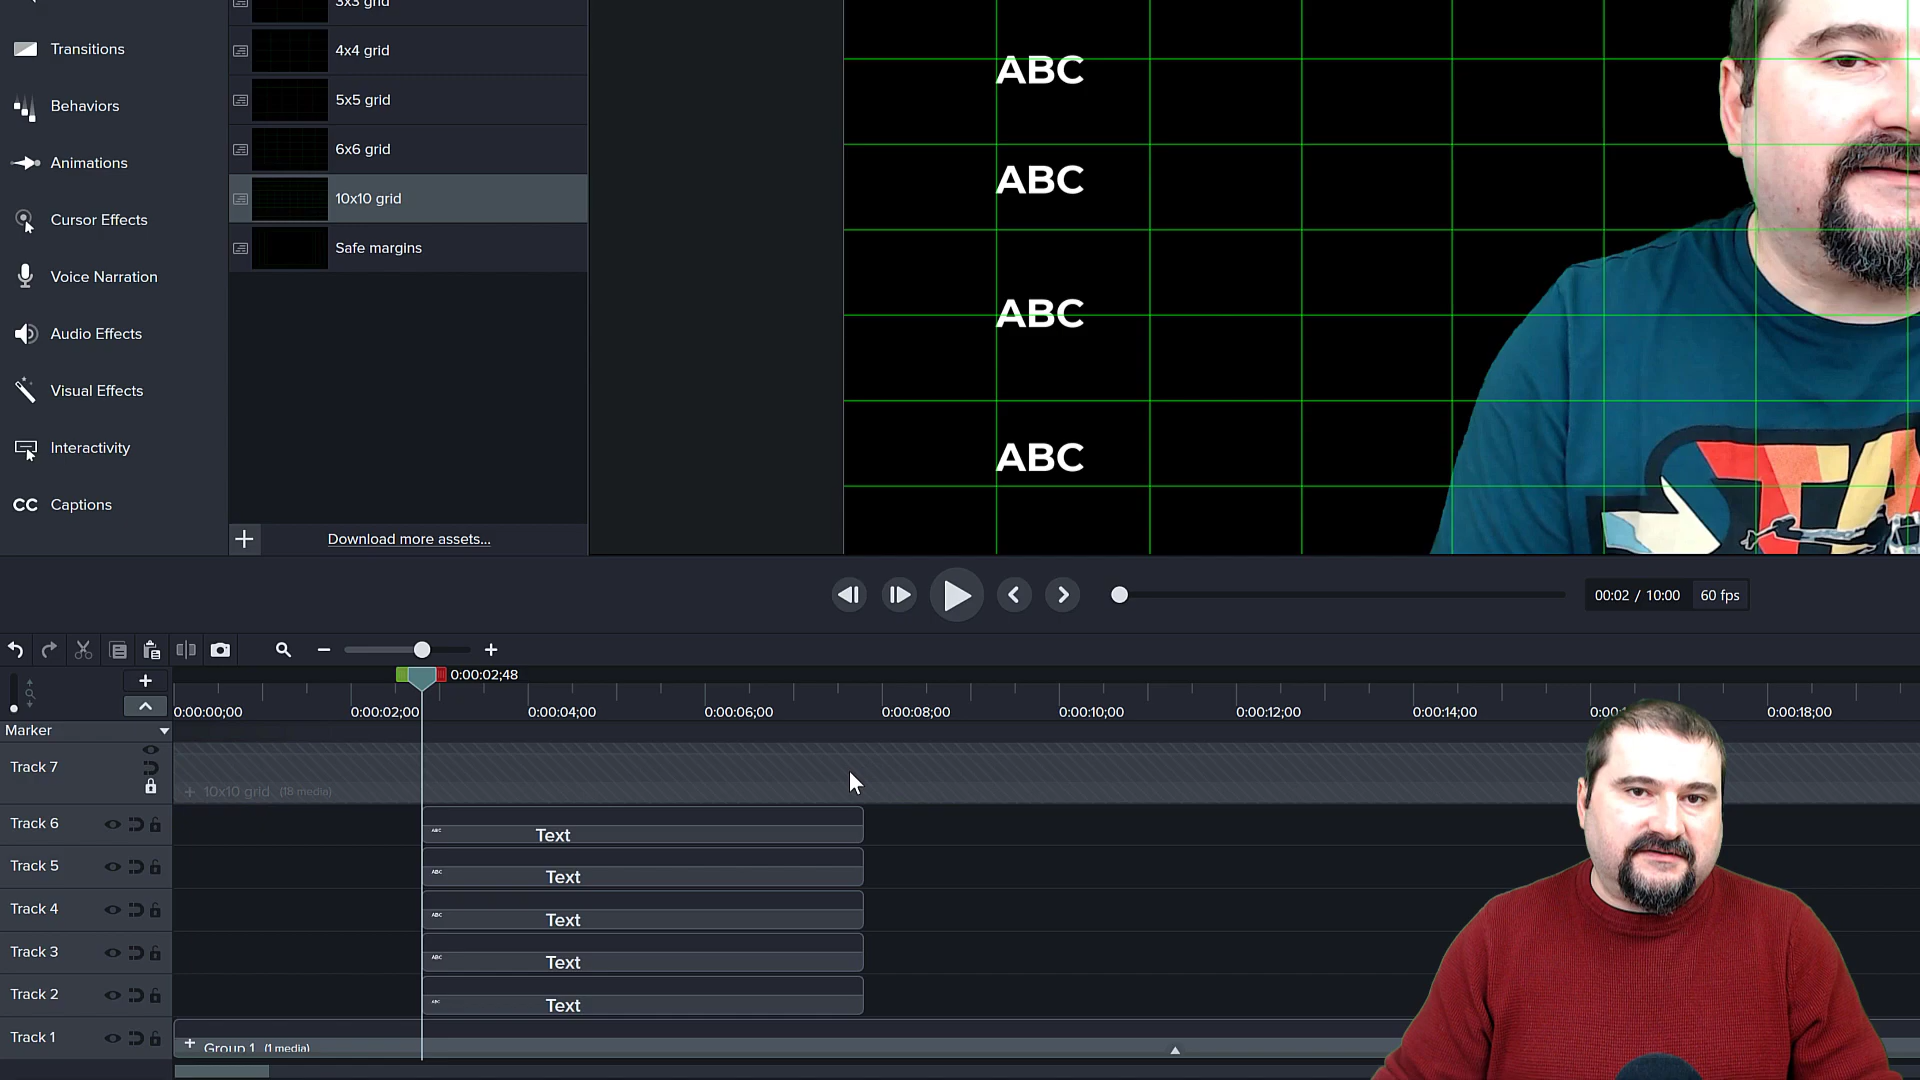 3x3 grid
Transitions
4x4 grid
ABC
5x5 grid
Behaviors
6x6 grid
Animations
ABC
10x10 grid
Cursor Effects
Safe margins
Voice Narration
ABC
Audio Effects
Visual Effects
Interactivity
ABC
CC Captions
Download more assets...
00:02 / 10:00 60 fps
0:00:02;48
0:00:00;00 0:00:02;00 0:00:04;00 0:00:06;00 0:00:08;00 0:00:10;00 0:00:12;00 0:00:14;00 0:00:18;00
Marker
Track 7
10x10 grid (18 media)
Track 6
ABC Text
Track 5
ABC Text
Track 4
ABC Text
Track 3
ABC Text
Track 2
ABC Text
Track 1
Group 1 (1 media)